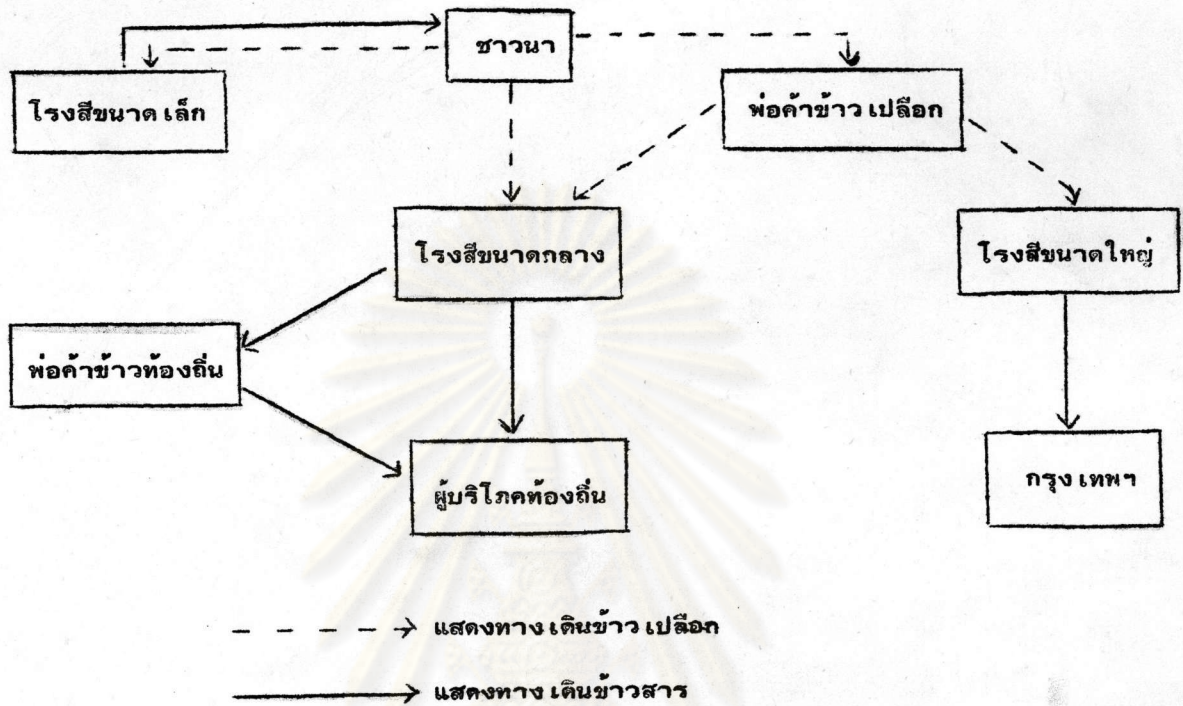 ชาวนา
โรงสีขนาดเล็ก
พ่อค้าข้าวเปลือก
โรงสีขนาดกลาง
โรงสีขนาดใหญ่
พ่อค้าข้าวท้องถิ่น
ผู้บริโภคท้องถิ่น
กรุงเทพฯ
แสดงทางเดินข้าวเปลือก
แสดงทางเดินข้าวสาร